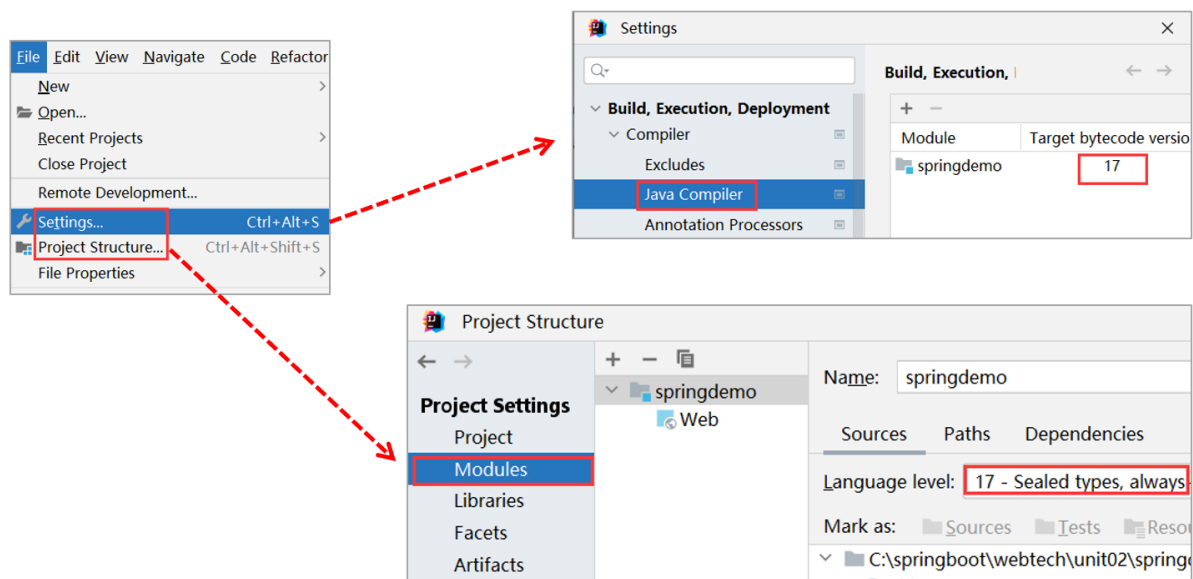 File Edit View Navigate Code Refactor
New
Open...
Recent Projects
Close Project
Remote Development...
Settings... Ctrl+Alt+S
Project Structure... Ctrl+Alt+Shift+S
File Properties
Settings
Build, Execution, Deployment
Compiler
Excludes
Java Compiler
Annotation Processors
Build, Execution,
Module Target bytecode versio
springdemo 17
Project Structure
Project Settings
Project
Modules
Libraries
Facets
Artifacts
springdemo
Web
Name: springdemo
Sources Paths Dependencies
Language level: 17 - Sealed types, always-
Mark as: Sources Tests Resou
C:\springboot\webtech\unit02\springd